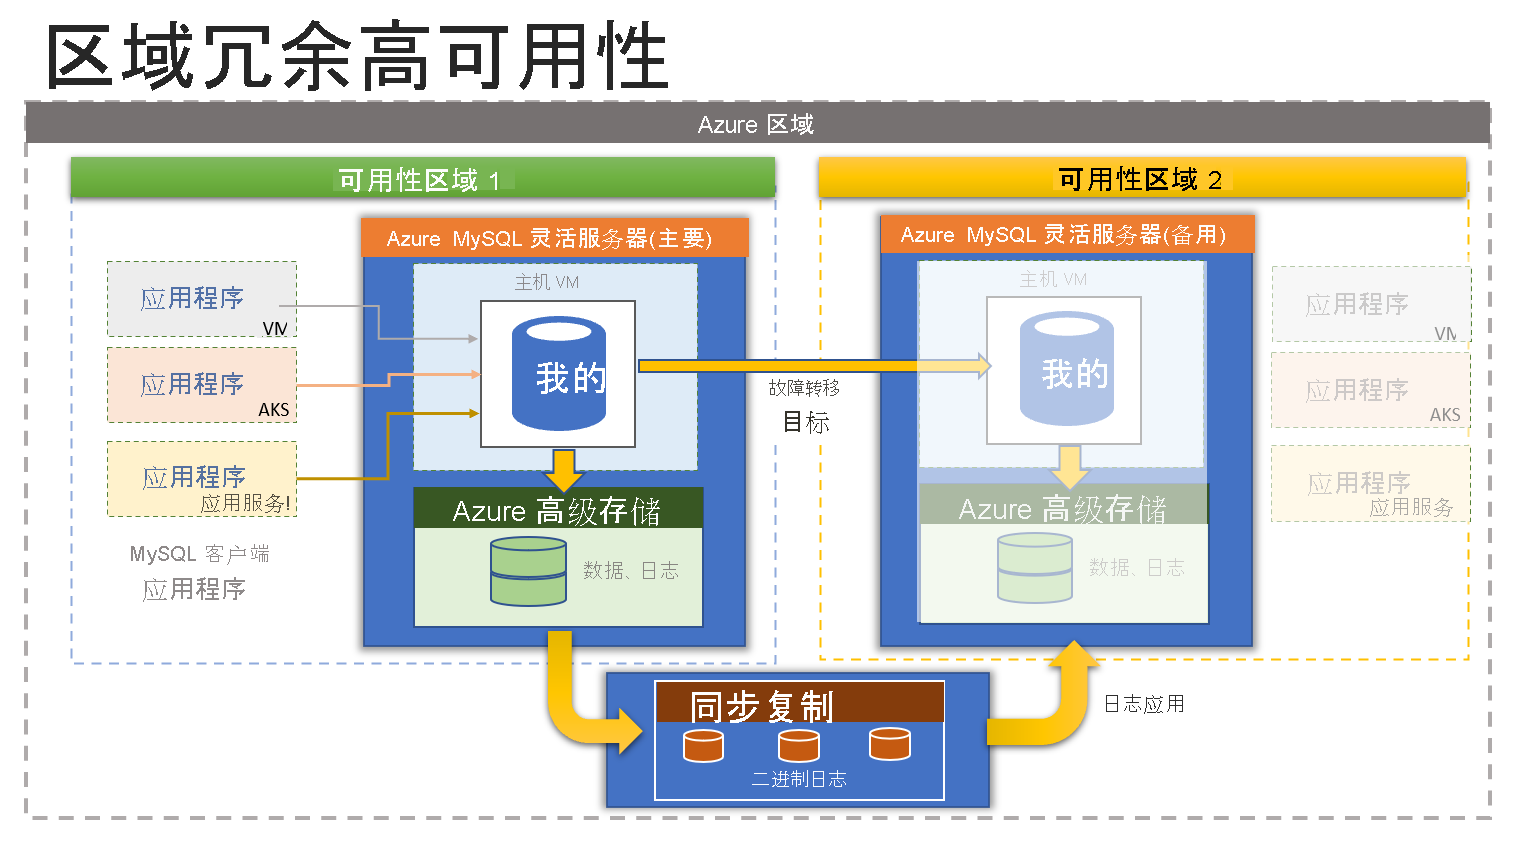 区域冗余高可用性
Azure 区域
可用性区域 1
可用性区域 2
Azure MySQL 灵活服务器(主要)
Azure MySQL 灵活服务器(备用)
主机 VM
主机 VM
应用程序
VM
应用程序
AKS
应用程序
应用服务!
MySQL 客户端
应用程序
我的
我的
故障转移
目标
Azure 高级存储
数据、日志
Azure 高级存储
数据、日志
应用程序
VM
应用程序
AKS
应用程序
应用服务
同步复制
二进制日志
日志应用